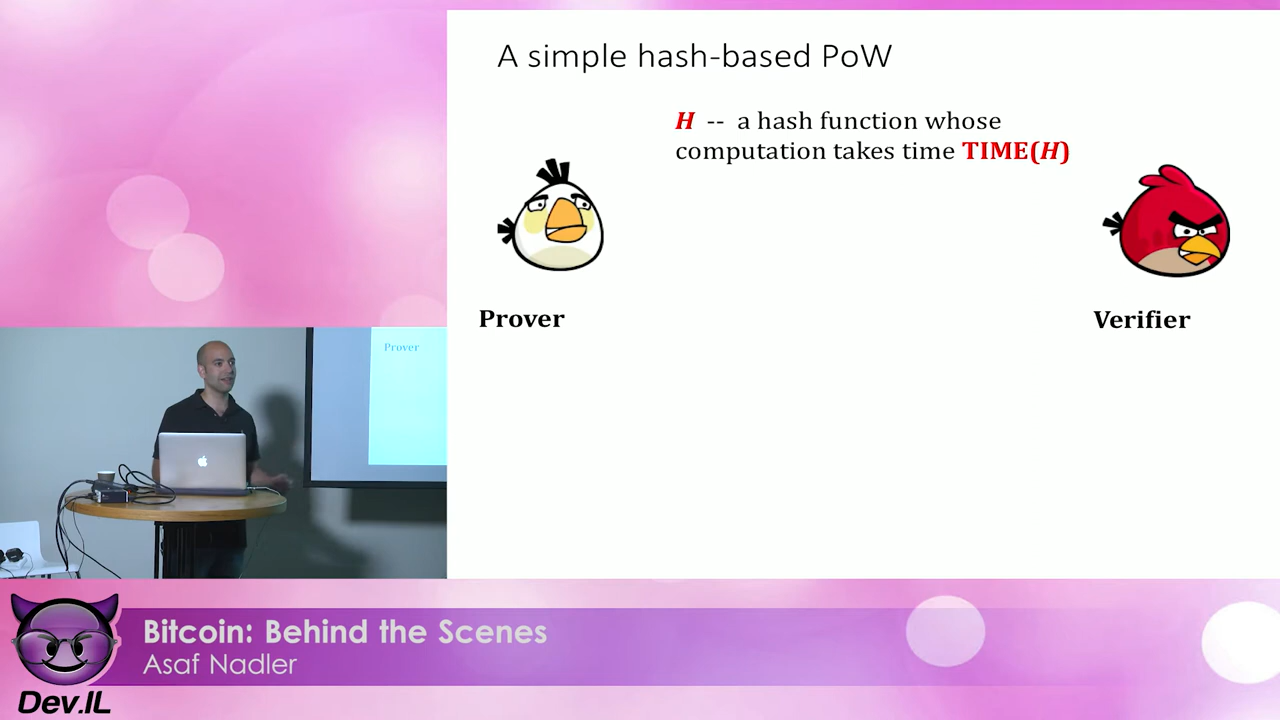 A simple hash-based PoW
H -- a hash function whose
computation takes time TIME(H)
Prover
Verifier
Prover
Bitcoin: Behind the Scenes
Asaf Nadler
Dev.IL